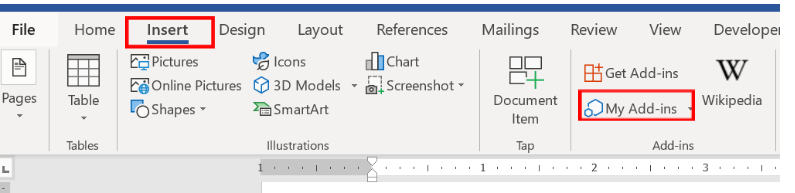 File Home Insert Design Layout References Mailings Review View Developer
Pages
Table
Tables
Pictures
Online Pictures
Shapes
Icons
3D Models
SmartArt
Chart
Screenshot
Illustrations
Document
Item
Tap
Get Add-ins
My Add-ins
W
Wikipedia
Add-ins
L
1 1 2 3